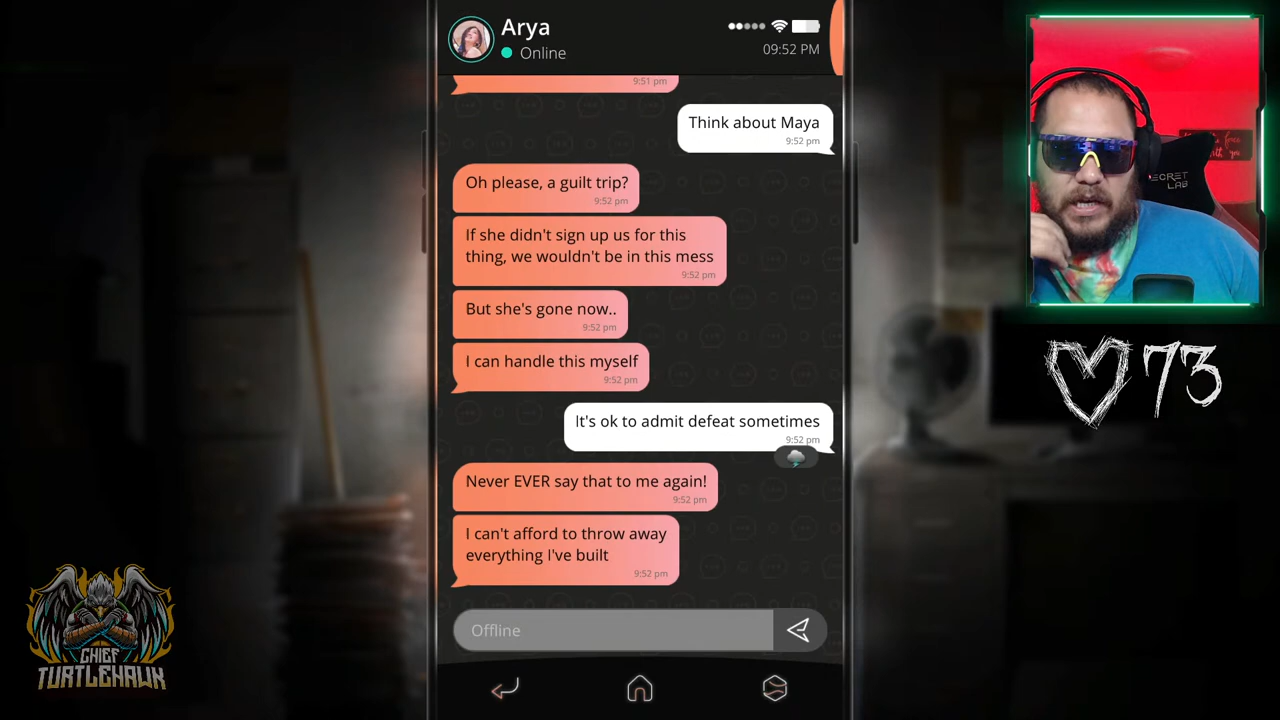 Arya
Online
09:52 PM
9:51 pm
Think about Maya
9:52 pm
Oh please, a guilt trip?
9:52 pm
If she didn't sign up us for this
thing, we wouldn't be in this mess
9:52 pm
But she's gone now..
9:52 pm
I can handle this myself
9:52 pm
It's ok to admit defeat sometimes
9:52 pm
Never EVER say that to me again!
9:52 pm
I can't afford to throw away
everything I've built
9:52 pm
Offline
SECRET
LAB
73
CHIEF
TURTLEHAWK